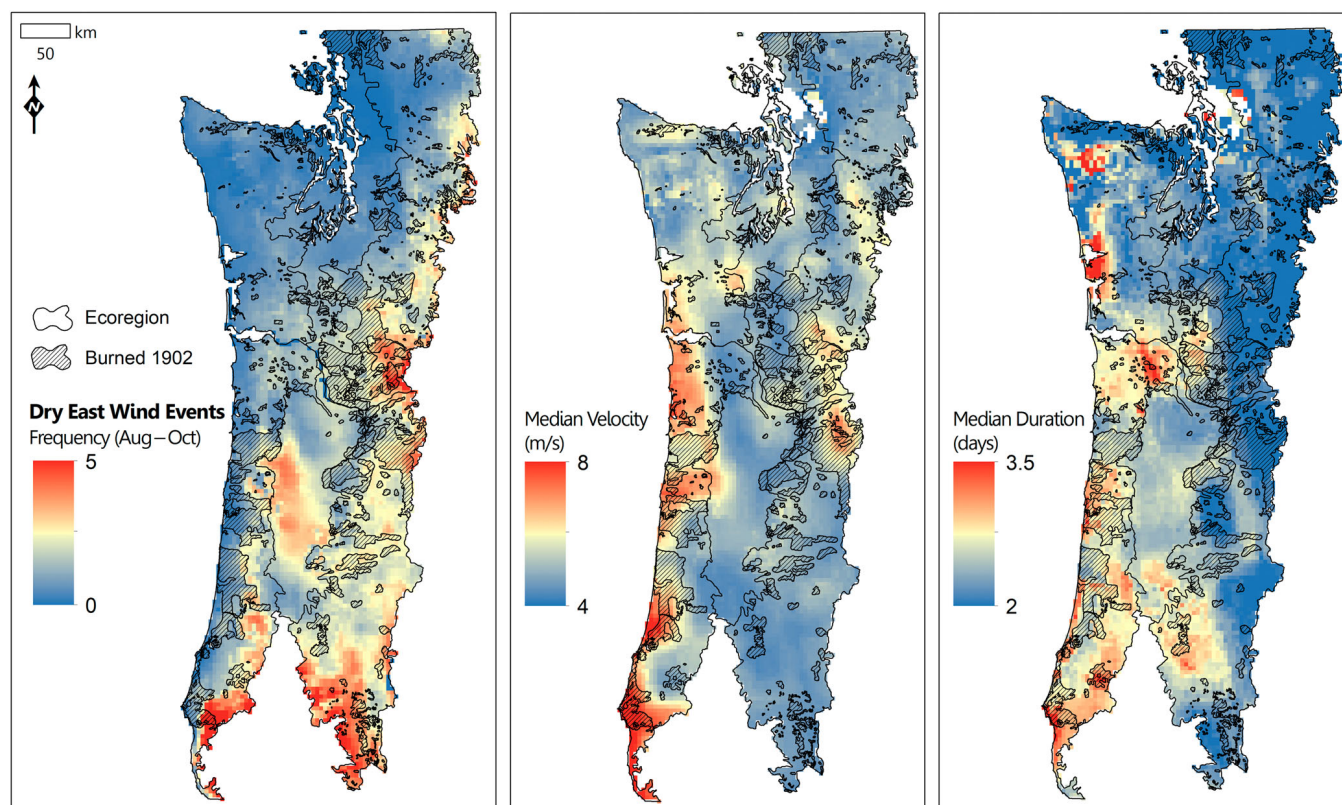 km
50
N
Ecoregion
Burned 1902
Dry East Wind Events
Frequency (Aug–Oct)
5
0
Median Velocity
(m/s)
8
4
Median Duration
(days)
3.5
2